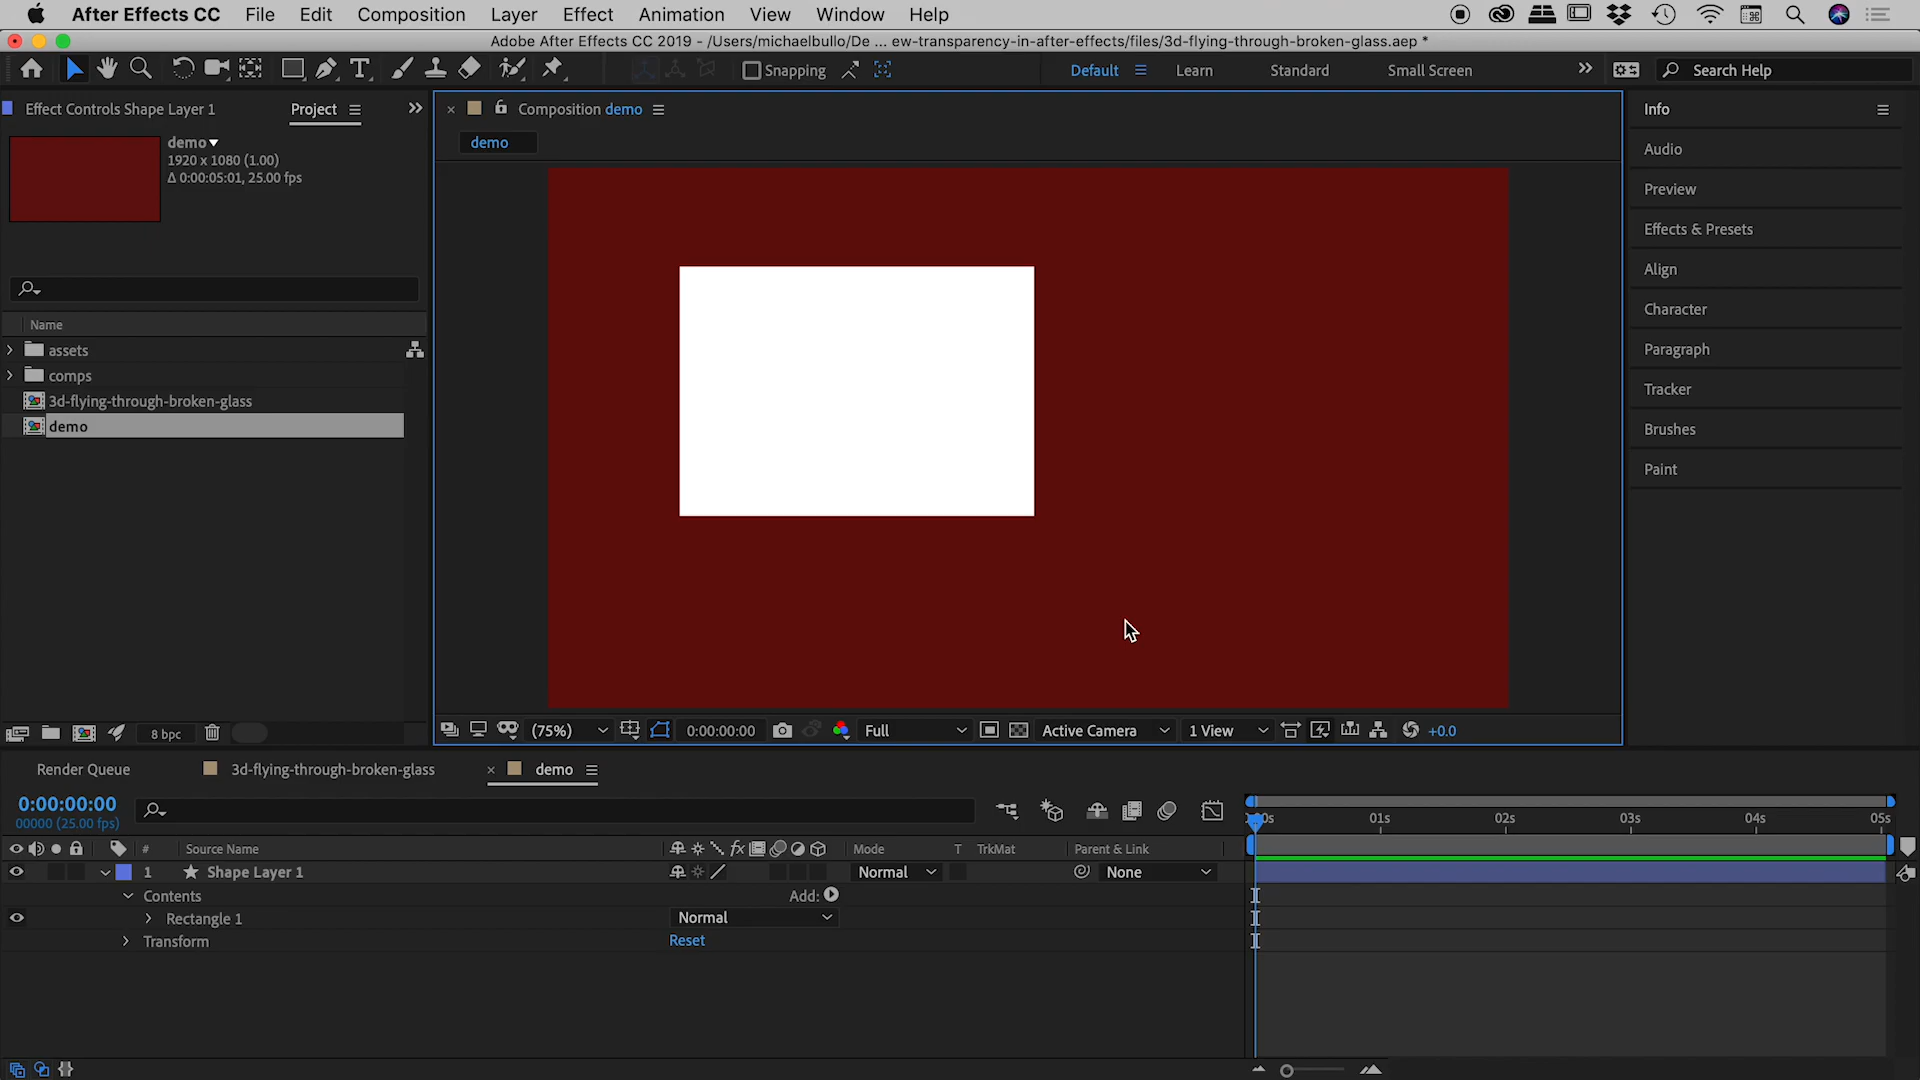 After Effects CC File Edit Composition Layer Effect Animation View Window Help
Adobe After Effects CC 2019 - /Users/michaelbullo/De ... ew-transparency-in-after-effects/files/3d-flying-through-broken-glass.aep *
Snapping Default Learn Standard Small Screen Search Help
Effect Controls Shape Layer 1 Project
demo
1920 x 1080 (1.00)
Δ 0:00:05:01, 25.00 fps
Name
assets
comps
3d-flying-through-broken-glass
demo
8 bpc
Composition demo
demo
(75%) 0:00:00:00 Full Active Camera 1 View +0.0
Info
Audio
Preview
Effects & Presets
Align
Character
Paragraph
Tracker
Brushes
Paint
Render Queue 3d-flying-through-broken-glass demo
0:00:00:00
00000 (25.00 fps)
# Source Name Mode T TrkMat Parent & Link
1 Shape Layer 1 Normal None
Contents Add:
Rectangle 1 Normal
Transform Reset
01s 02s 03s 04s 05s